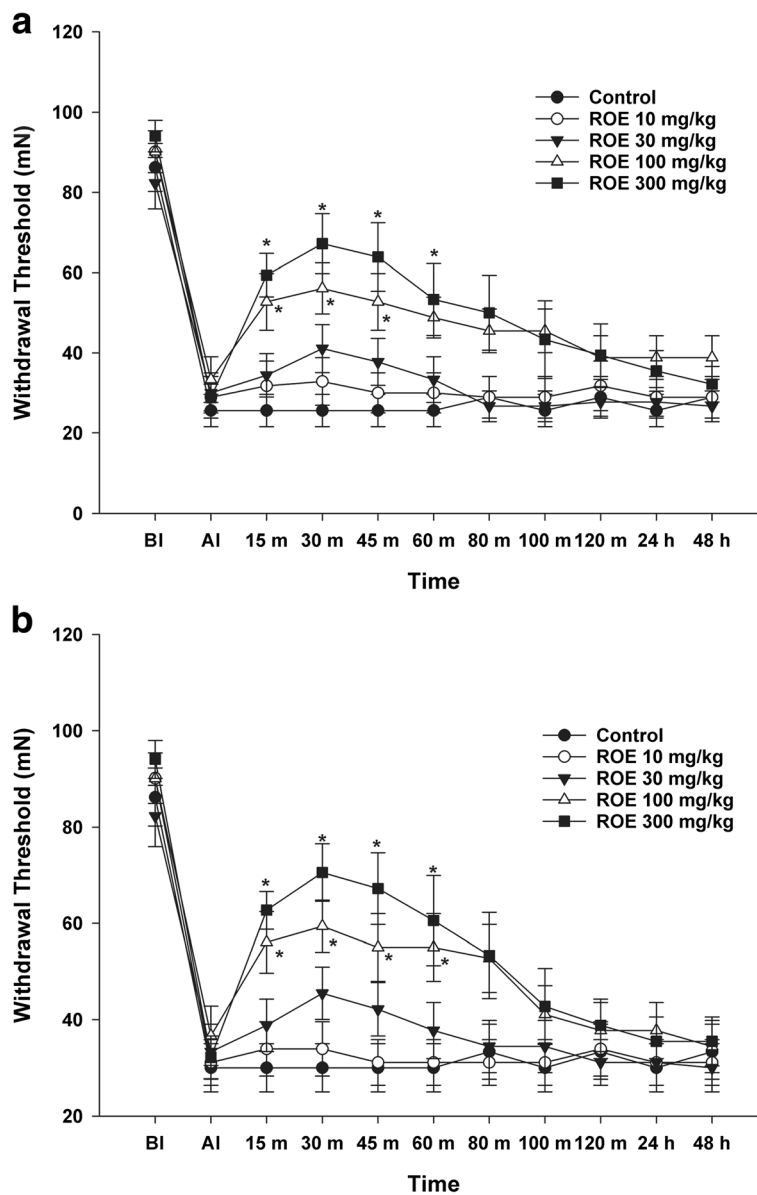 a
120
100
80
60
40
20
0
Withdrawal Threshold (mN)
Control
ROE 10 mg/kg
ROE 30 mg/kg
ROE 100 mg/kg
ROE 300 mg/kg
* * * *
* * *
BI AI 15 m 30 m 45 m 60 m 80 m 100 m 120 m 24 h 48 h
Time
b
120
100
80
60
40
20
Withdrawal Threshold (mN)
Control
ROE 10 mg/kg
ROE 30 mg/kg
ROE 100 mg/kg
ROE 300 mg/kg
* * * *
* * * *
BI AI 15 m 30 m 45 m 60 m 80 m 100 m 120 m 24 h 48 h
Time